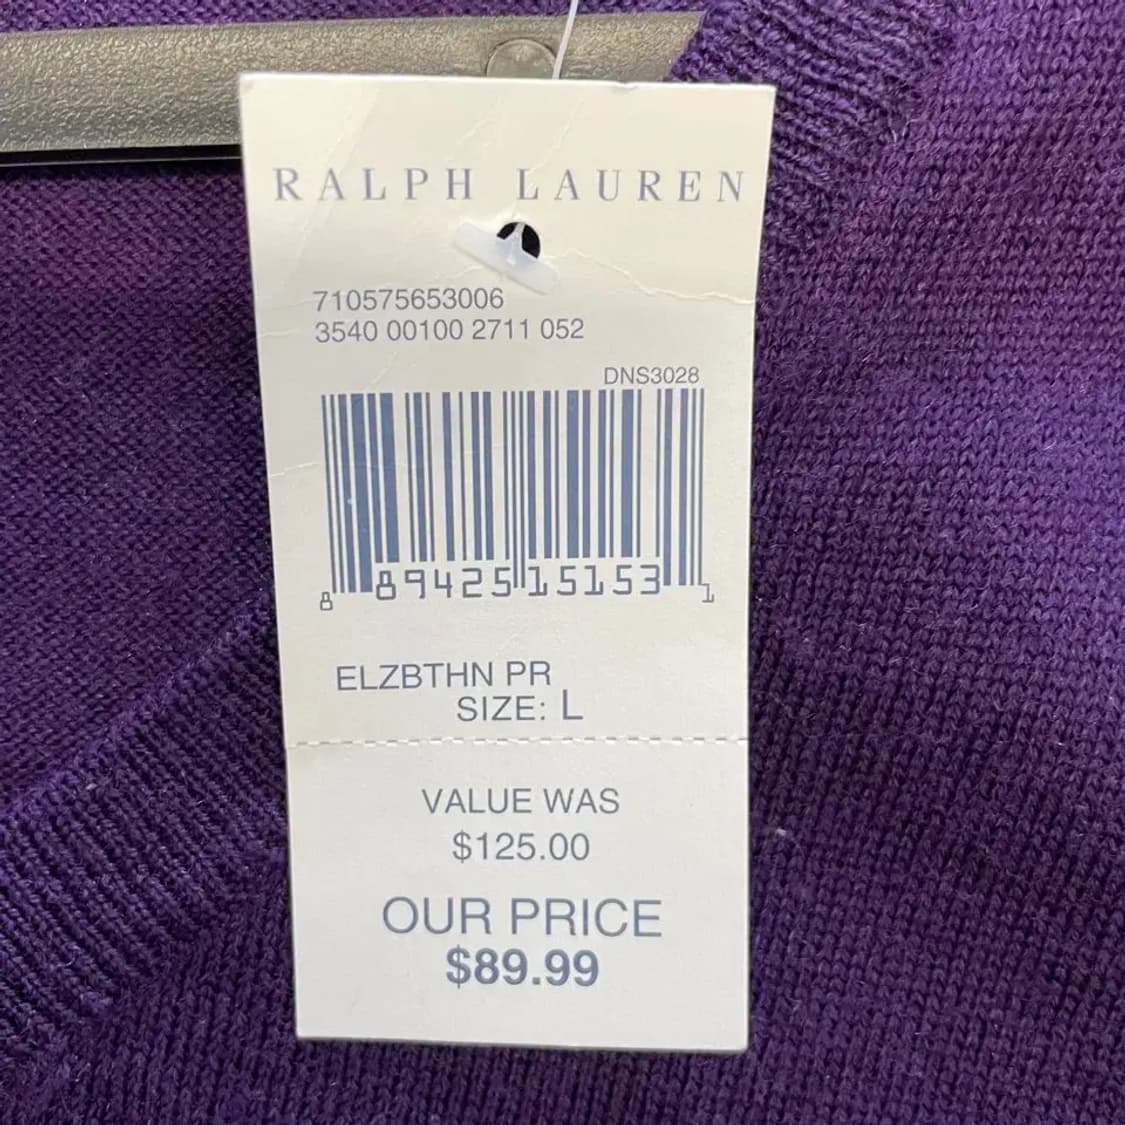 RALPH LAUREN
710575653006
3540 00100 2711 052
DNS3028
8 89425 15153 1
ELZBTHN PR
SIZE: L
VALUE WAS
$125.00
OUR PRICE
$89.99